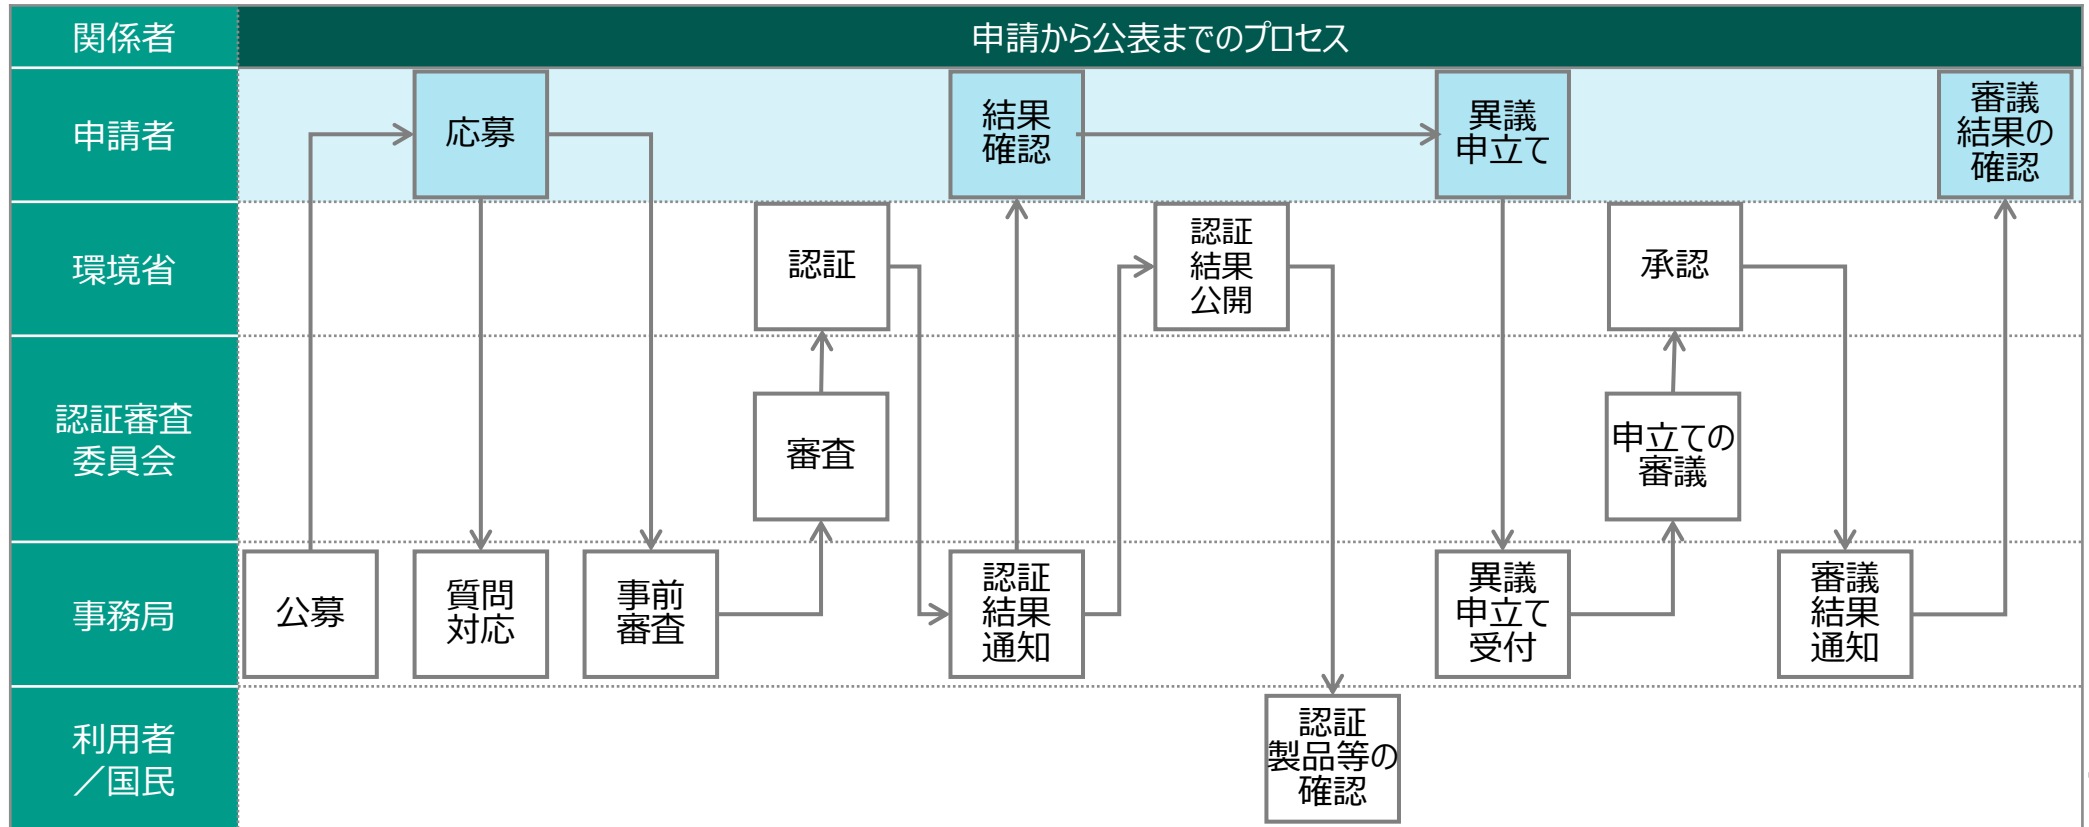 関係者
申請から公表までのプロセス
申請者
応募
結果
確認
異議
申立て
審議
結果の
確認
環境省
認証
認証
結果
公開
承認
認証審査
委員会
審査
申立ての
審議
事務局
公募
質問
対応
事前
審査
認証
結果
通知
異議
申立て
受付
審議
結果
通知
利用者
／国民
認証
製品等の
確認